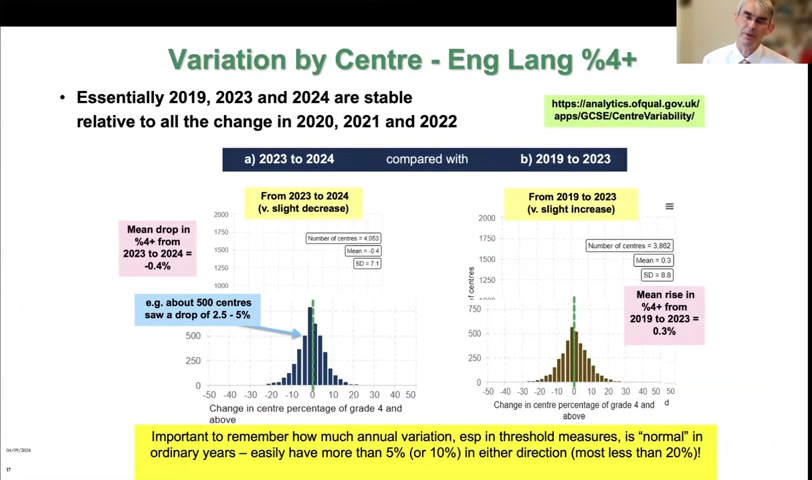 Variation by Centre - Eng Lang %4+
• Essentially 2019, 2023 and 2024 are stable
relative to all the change in 2020, 2021 and 2022
https://analytics.ofqual.gov.uk/
apps/GCSE/CentreVariability/
a) 2023 to 2024 compared with b) 2019 to 2023
From 2023 to 2024
(v. slight decrease)
2000
1750
1500
1250
1000
Number of centres = 4,053
Mean = -0.4
SD = 7.1
Mean drop in
%4+ from
2023 to 2024 =
-0.4%
e.g. about 500 centres
saw a drop of 2.5 - 5%
500
250
0
-50 -40 -30 -20 -10 0 10 20 30 40 50
Change in centre percentage of grade 4 and
above
From 2019 to 2023
(v. slight increase)
2000
1750
1500
1250
1000
of centres
Number of centres = 3,862
Mean = 0.3
SD = 8.8
Mean rise in
%4+ from
2019 to 2023 =
0.3%
750
500
250
0
-50 -40 -30 -20 -10 0 10 20 30 40 50
50
d
Change in centre percentage of grade 4 and
above
Important to remember how much annual variation, esp in threshold measures, is “normal” in
ordinary years – easily have more than 5% (or 10%) in either direction (most less than 20%)!
04/09/2024
17